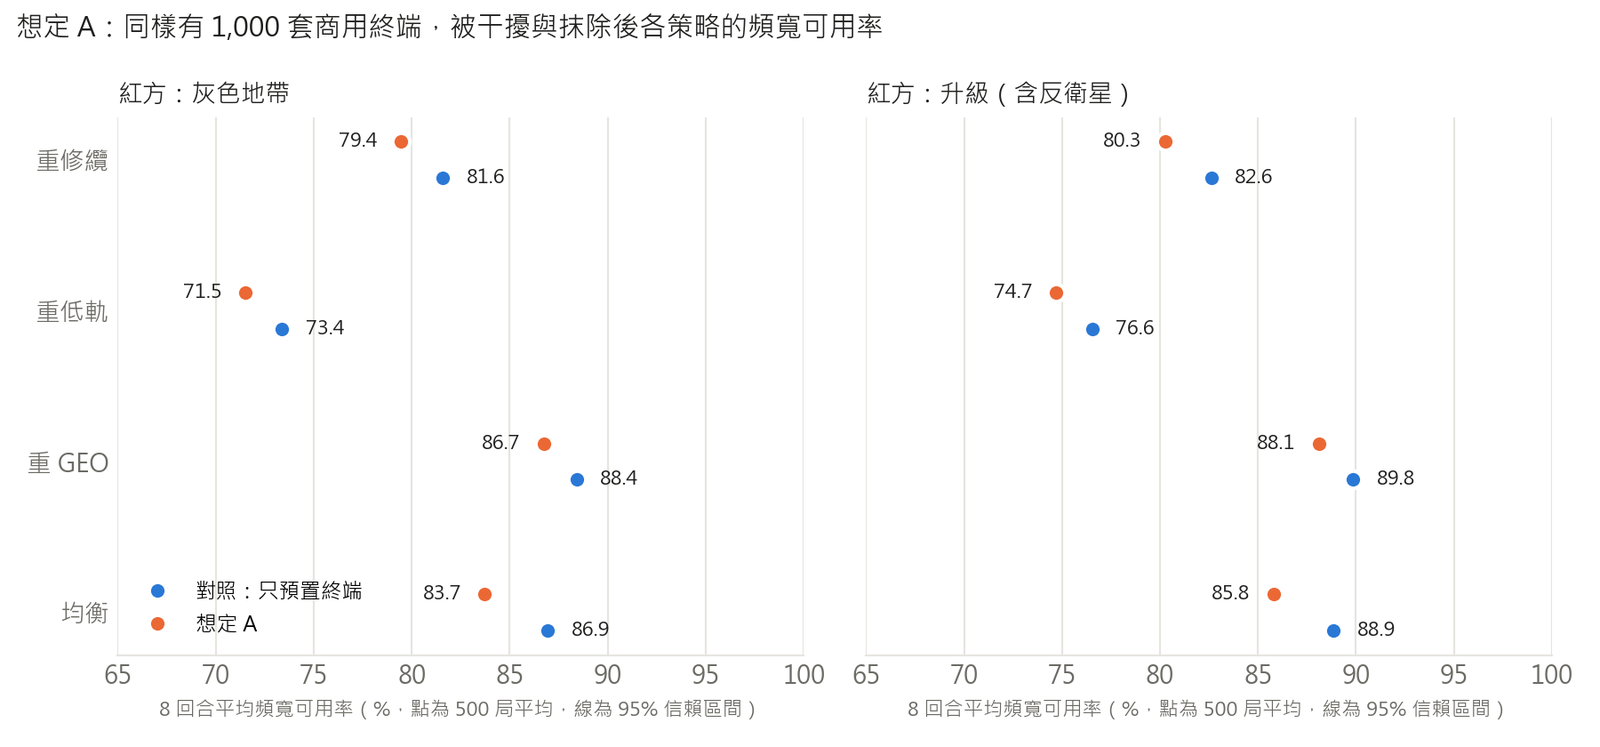 想定 A：同樣有 1,000 套商用終端，被干擾與抹除後各策略的頻寬可用率
紅方：灰色地帶
重修纜
79.4
81.6
重低軌
71.5
73.4
重 GEO
86.7
88.4
均衡
83.7
86.9
對照：只預置終端
想定 A
65 70 75 80 85 90 95 100
8 回合平均頻寬可用率（%，點為 500 局平均，線為 95% 信賴區間）
紅方：升級（含反衛星）
80.3
82.6
74.7
76.6
88.1
89.8
85.8
88.9
65 70 75 80 85 90 95 100
8 回合平均頻寬可用率（%，點為 500 局平均，線為 95% 信賴區間）